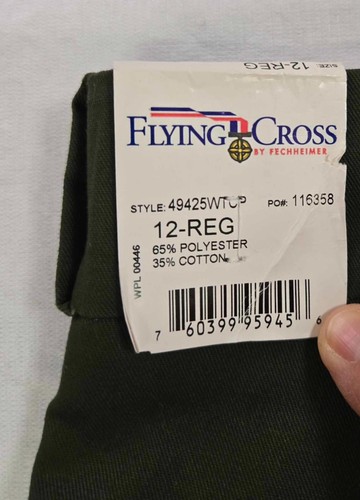 SIZE: 12-REG
FLYING CROSS
BY FECHHEIMER
STYLE: 49425WTCP PO#: 116358
12-REG
65% POLYESTER
35% COTTON
WPL 00446
7 60399 95945 6